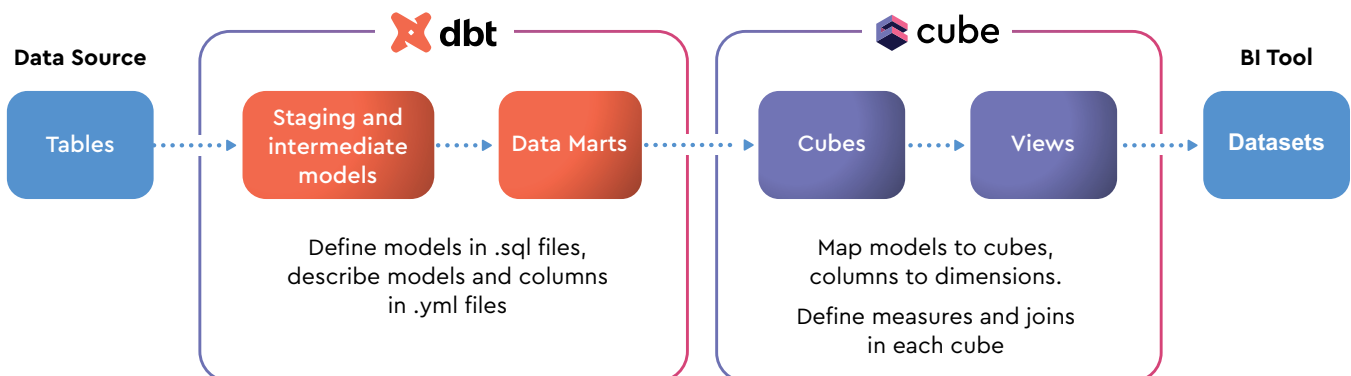 dbt
cube
Data Source
BI Tool
Tables
Staging and
intermediate
models
Data Marts
Cubes
Views
Datasets
Define models in .sql files,
describe models and columns
in .yml files
Map models to cubes,
columns to dimensions.
Define measures and joins
in each cube